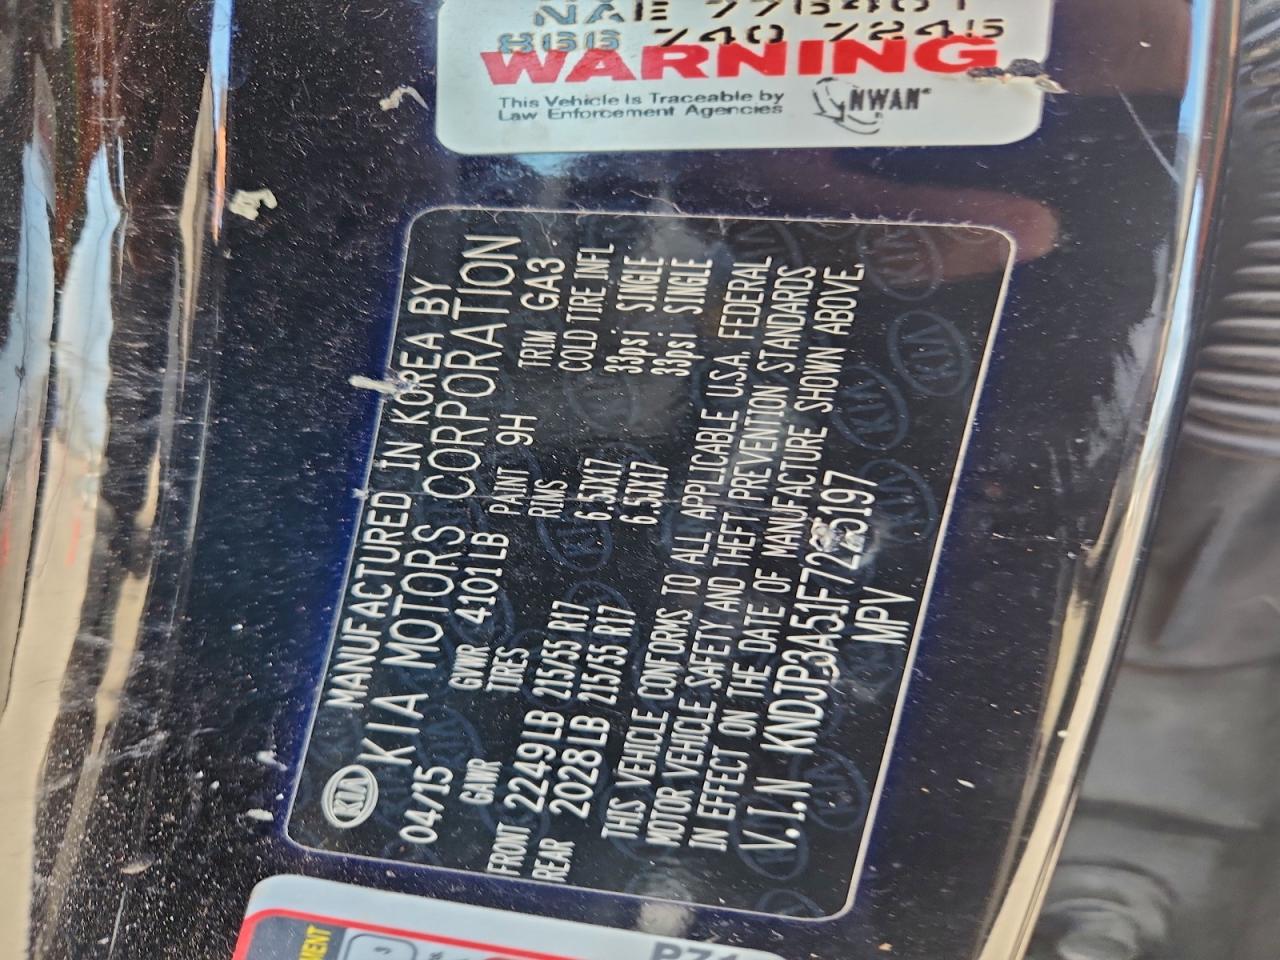 866 740 7245
WARNING
This Vehicle Is Traceable by
Law Enforcement Agencies
NWAN
KIA
MANUFACTURED IN KOREA BY
KIA MOTORS CORPORATION
04/15 GVWR 4101LB PAINT 9H TRIM GA3
GAWR TIRES RIMS COLD TIRE INFL
FRONT 2249LB 215/55 R17 6.5JX17 33psi SINGLE
REAR 2028LB 215/55 R17 6.5JX17 33psi SINGLE
THIS VEHICLE CONFORMS TO ALL APPLICABLE U.S.A. FEDERAL
MOTOR VEHICLE SAFETY AND THEFT PREVENTION STANDARDS
IN EFFECT ON THE DATE OF MANUFACTURE SHOWN ABOVE.
V.I.N KNDJP3A51F7225197
MPV